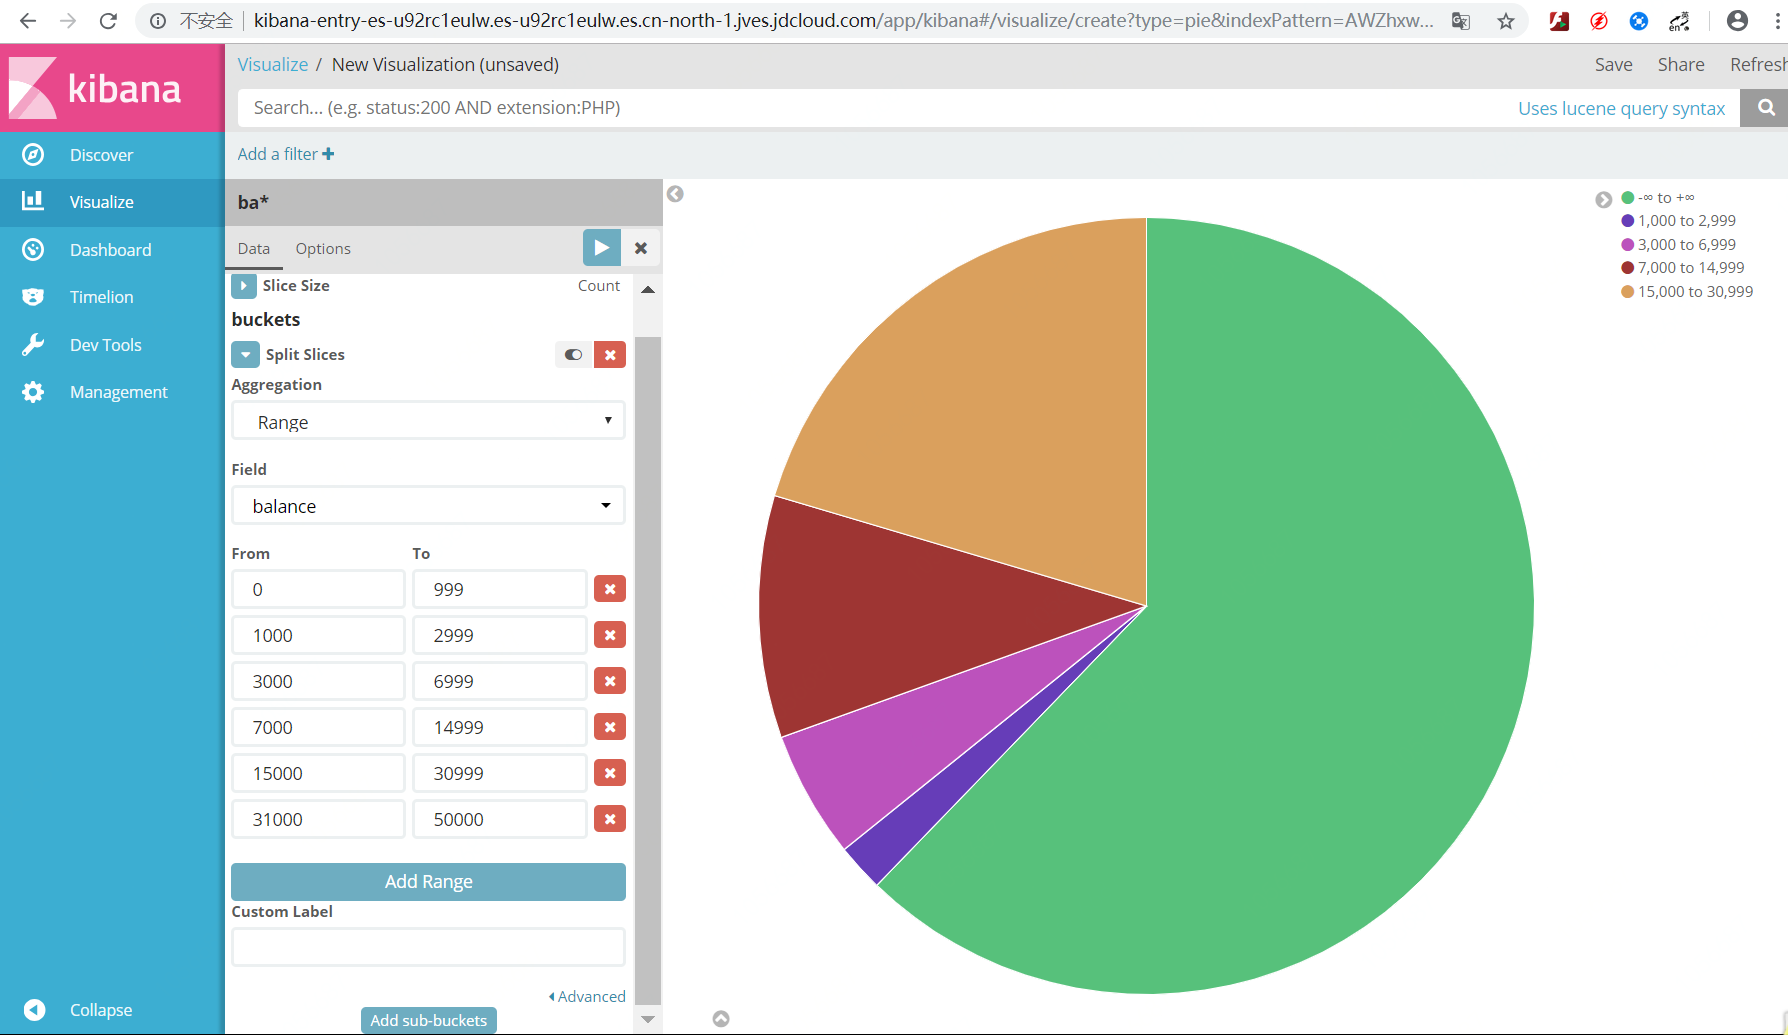 不安全 kibana-entry-es-u92rc1eulw.es-u92rc1eulw.es.cn-north-1.jves.jdcloud.com/app/kibana#/visualize/create?type=pie&indexPattern=AWZhxw...
kibana
Visualize / New Visualization (unsaved)
Save Share Refresh
Search... (e.g. status:200 AND extension:PHP)
Uses lucene query syntax
Add a filter +
Discover
Visualize
Dashboard
Timelion
Dev Tools
Management
Collapse
ba*
Data Options
Slice Size Count
buckets
Split Slices
Aggregation
Range
Field
balance
From To
0 999
1000 2999
3000 6999
7000 14999
15000 30999
31000 50000
Add Range
Custom Label
Advanced
Add sub-buckets
-∞ to +∞
1,000 to 2,999
3,000 to 6,999
7,000 to 14,999
15,000 to 30,999